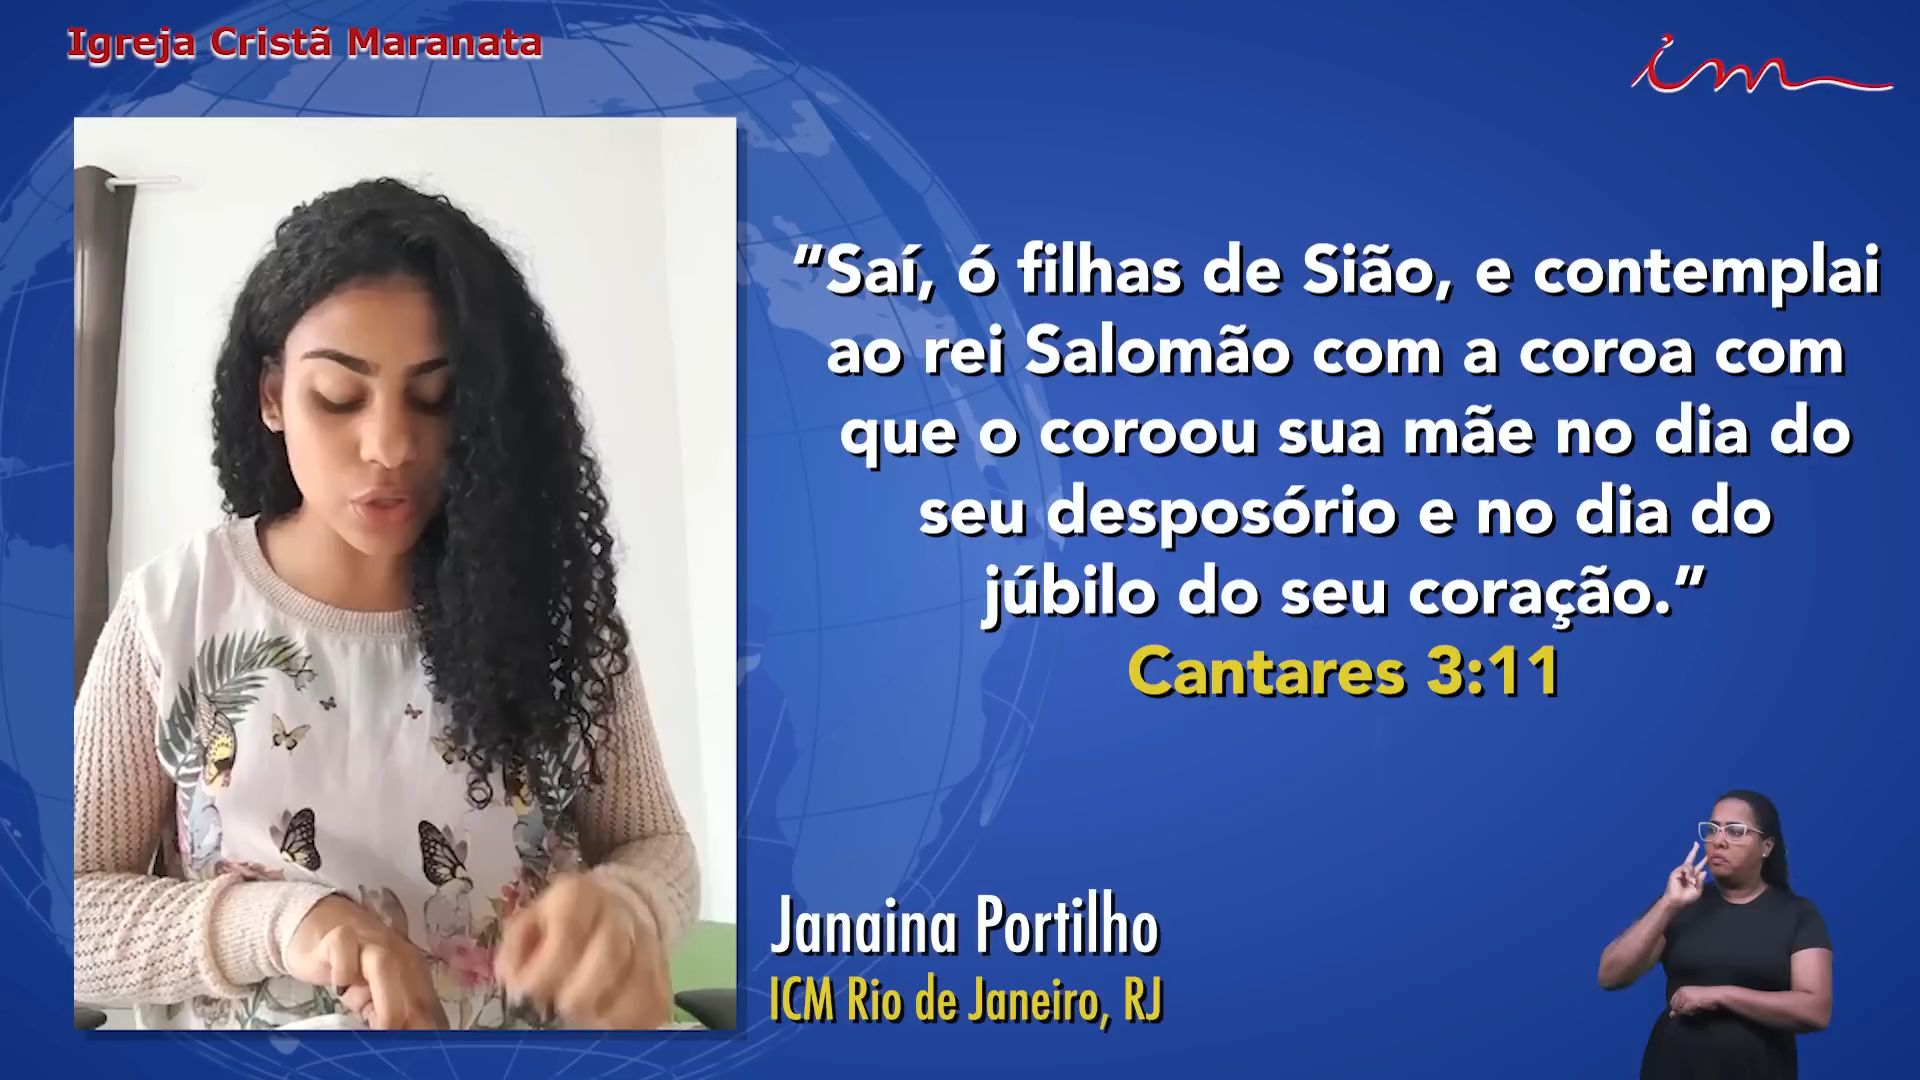 Igreja Cristã Maranata
icm
"Saí, ó filhas de Sião, e contemplai
ao rei Salomão com a coroa com
que o coroou sua mãe no dia do
seu desposório e no dia do
júbilo do seu coração."
Cantares 3:11
Janaina Portilho
ICM Rio de Janeiro, RJ